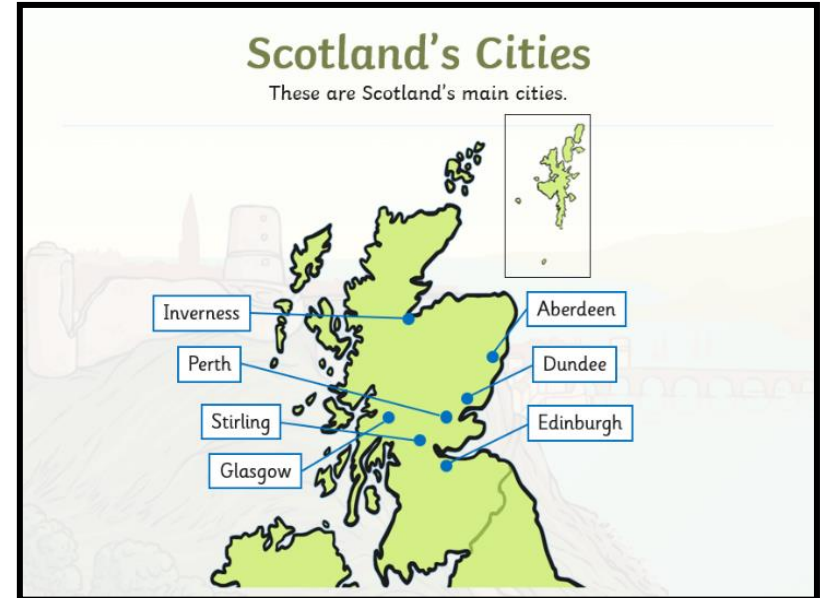 Scotland's Cities
These are Scotland's main cities.
Inverness
Aberdeen
Perth
Dundee
Stirling
Edinburgh
Glasgow